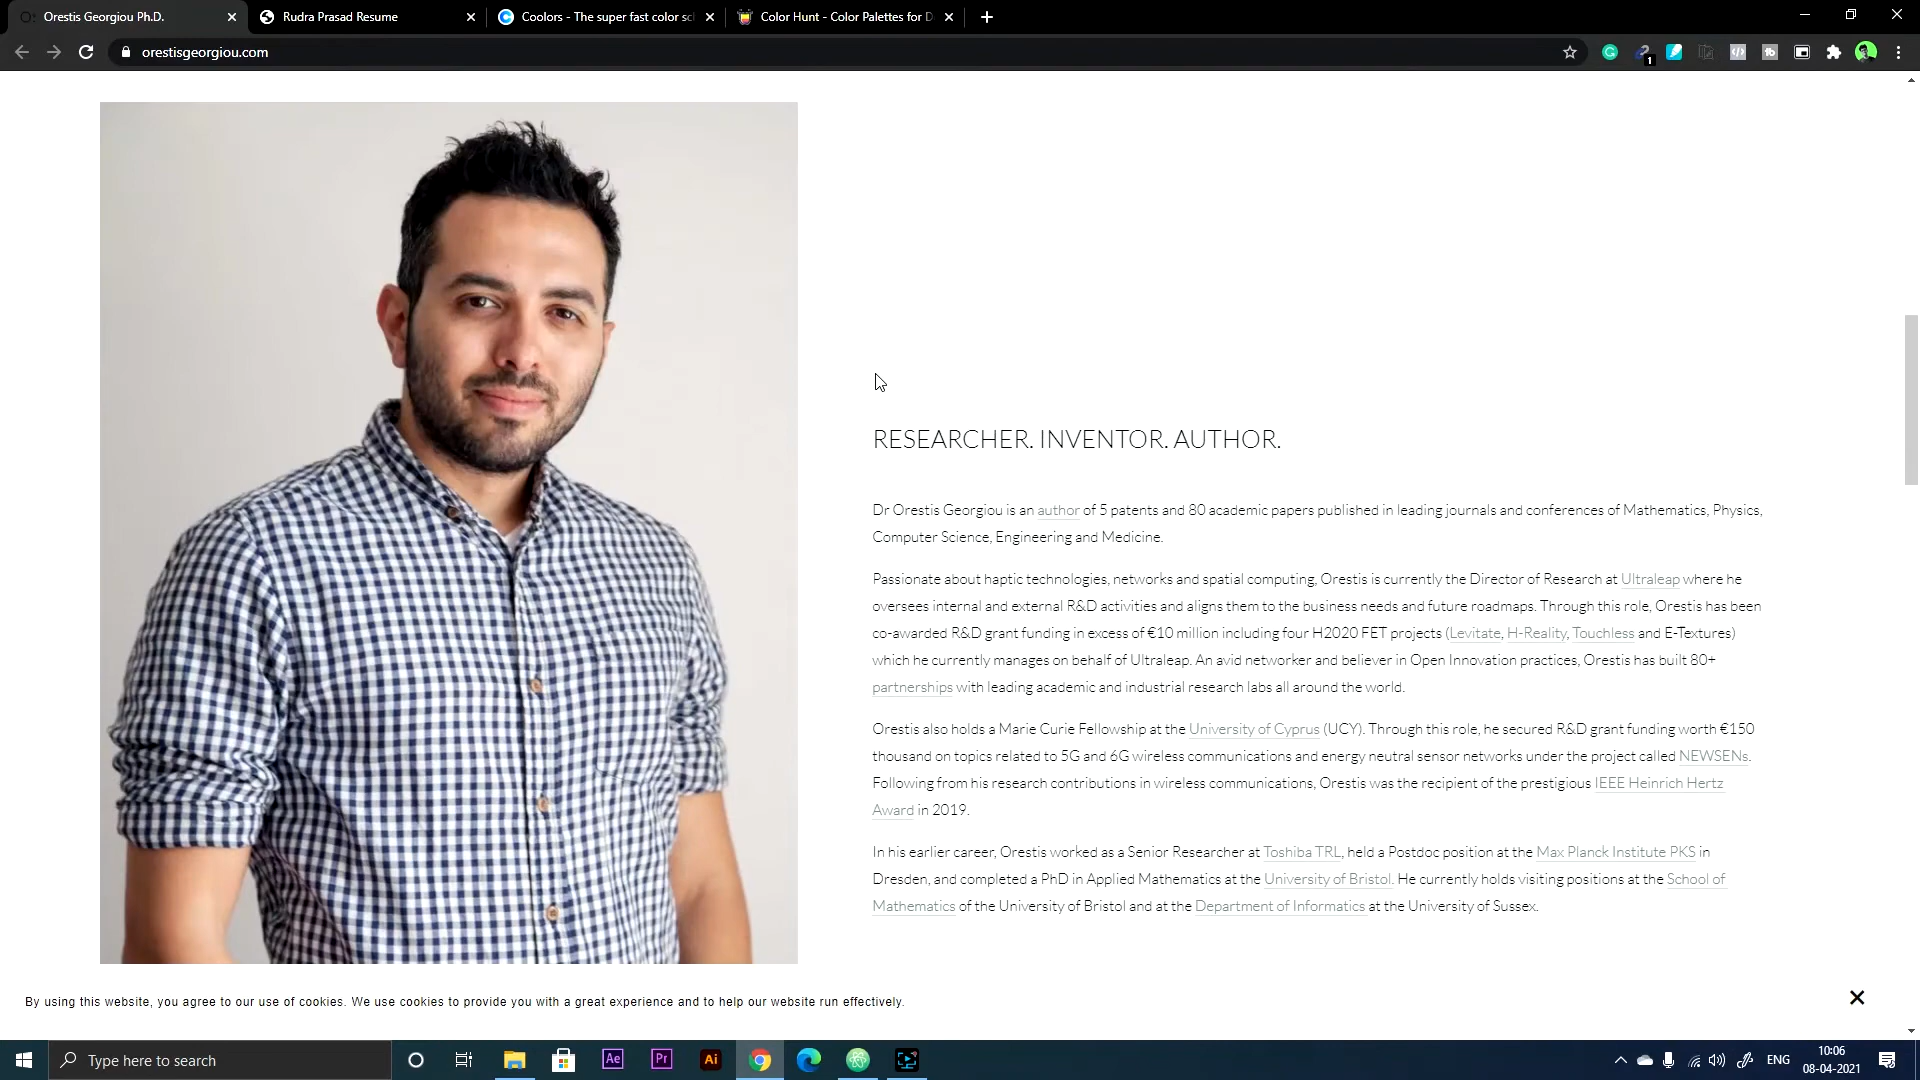 Orestis Georgiou Ph.D.
Rudra Prasad Resume
Coolors - The super fast color sc
Color Hunt - Color Palettes for D
orestisgeorgiou.com
1
RESEARCHER. INVENTOR. AUTHOR.
Dr Orestis Georgiou is an author of 5 patents and 80 academic papers published in leading journals and conferences of Mathematics, Physics,
Computer Science, Engineering and Medicine.
Passionate about haptic technologies, networks and spatial computing, Orestis is currently the Director of Research at Ultraleap where he
oversees internal and external R&D activities and aligns them to the business needs and future roadmaps. Through this role, Orestis has been
co-awarded R&D grant funding in excess of €10 million including four H2020 FET projects (Levitate, H-Reality, Touchless and E-Textures)
which he currently manages on behalf of Ultraleap. An avid networker and believer in Open Innovation practices, Orestis has built 80+
partnerships with leading academic and industrial research labs all around the world.
Orestis also holds a Marie Curie Fellowship at the University of Cyprus (UCY). Through this role, he secured R&D grant funding worth €150
thousand on topics related to 5G and 6G wireless communications and energy neutral sensor networks under the project called NEWSENs.
Following from his research contributions in wireless communications, Orestis was the recipient of the prestigious IEEE Heinrich Hertz
Award in 2019.
In his earlier career, Orestis worked as a Senior Researcher at Toshiba TRL, held a Postdoc position at the Max Planck Institute PKS in
Dresden, and completed a PhD in Applied Mathematics at the University of Bristol. He currently holds visiting positions at the School of
Mathematics of the University of Bristol and at the Department of Informatics at the University of Sussex.
By using this website, you agree to our use of cookies. We use cookies to provide you with a great experience and to help our website run effectively.
Type here to search
Ae
Pr
Ai
ENG
10:06
08-04-2021